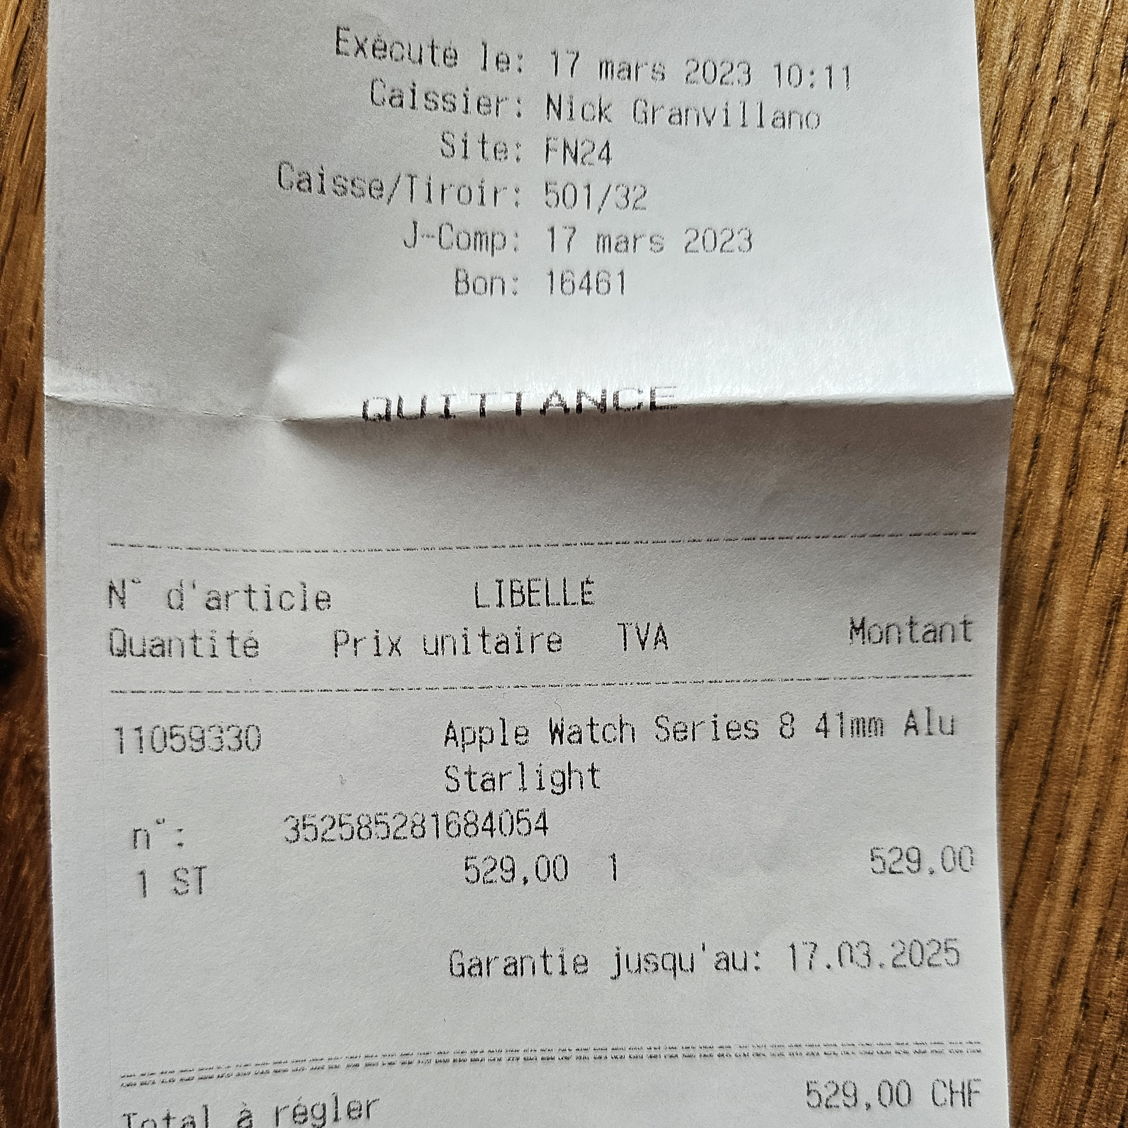 Exécuté le: 17 mars 2023 10:11
Caissier: Nick Granvillano
Site: FN24
Caisse/Tiroir: 501/32
J-Comp: 17 mars 2023
Bon: 16461
QUITTANCE
N° d'article LIBELLÉ
Quantité Prix unitaire TVA Montant
11059330 Apple Watch Series 8 41mm Alu
Starlight
n°: 352585281684054
1 ST 529,00 1 529,00
Garantie jusqu'au: 17.03.2025
Total à régler 529,00 CHF